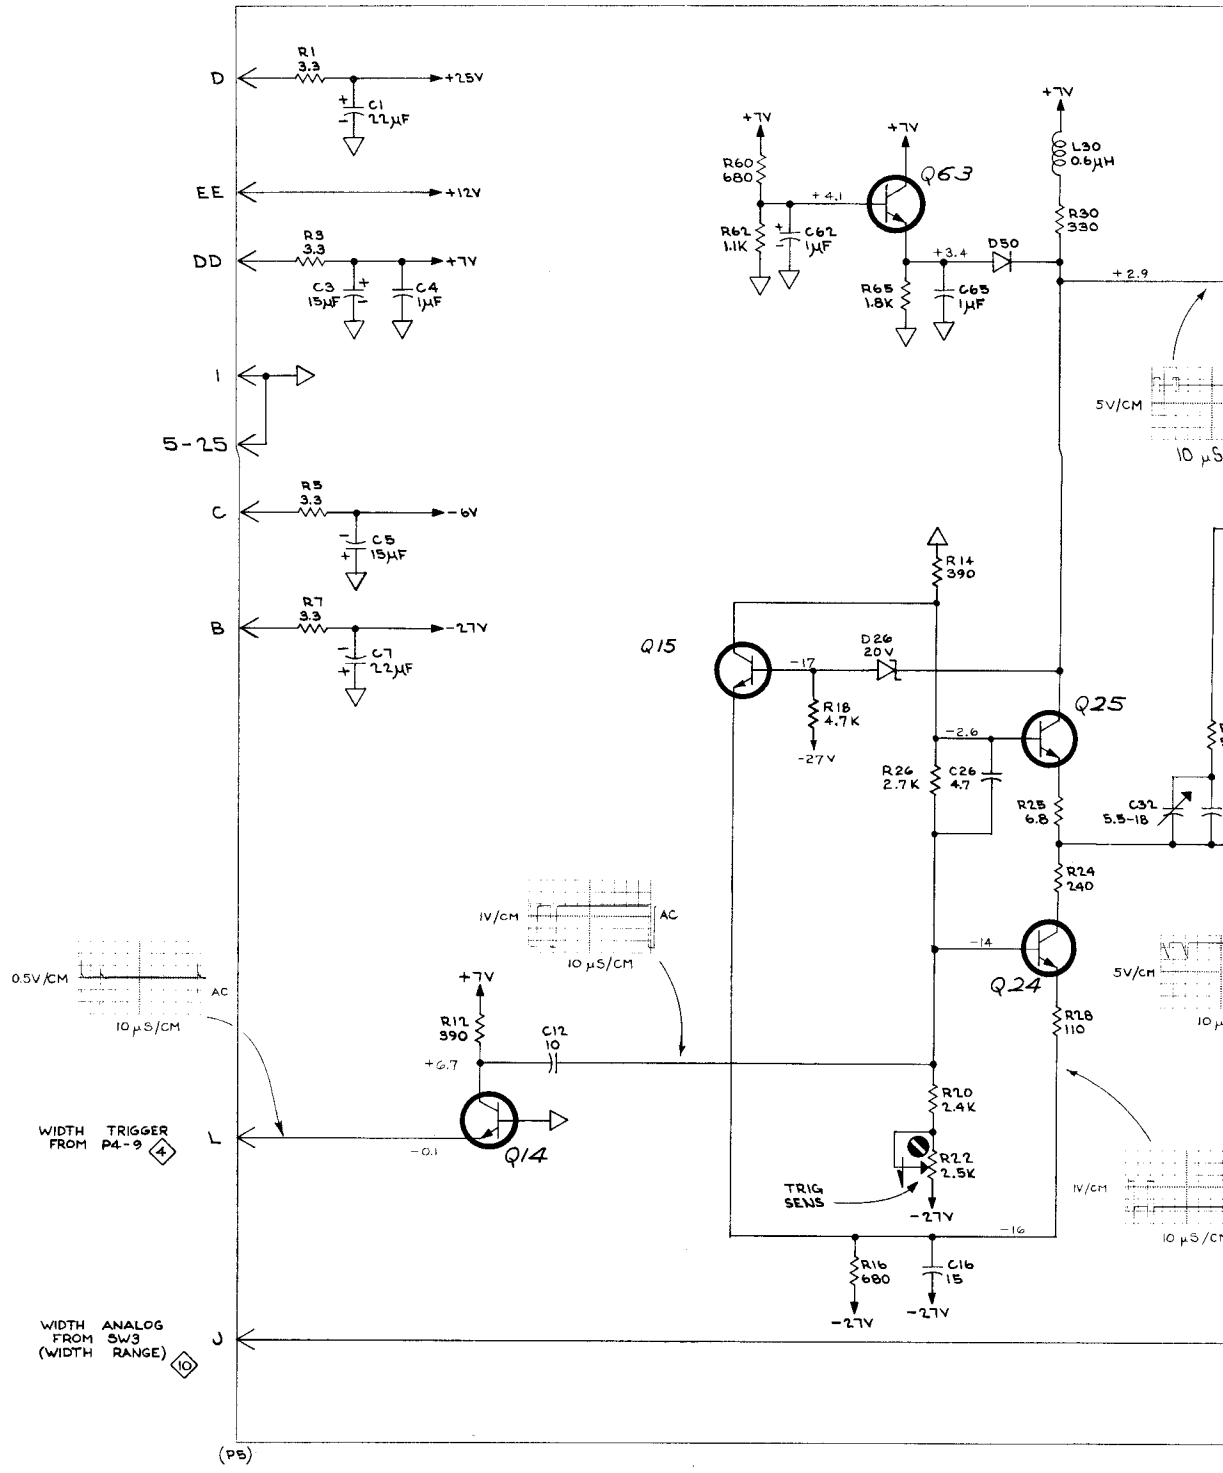 R1
3.3
D
+25V
+
-
C1
22µF
EE
+12V
R3
3.3
DD
+7V
C3
15µF
+
-
C4
1µF
1
5-25
R5
3.3
C
-6V
-
+
C5
15µF
R7
3.3
B
-27V
-
+
C7
22µF
+7V
R60
680
+7V
Q63
+4.1
R62
1.1K
+
-
C62
1µF
+7V
L30
0.6µH
R30
330
+3.4
D50
R65
1.8K
C65
1µF
+2.9
5V/CM
10 µS
R14
390
Q15
-17
D26
20V
R18
4.7K
-27V
Q25
-2.6
R26
2.7K
C26
4.7
R25
6.8
C32
5.5-18
R24
240
-14
Q24
5V/CM
R28
110
1V/CM
AC
10 µS/CM
0.5V/CM
AC
10 µS/CM
+7V
R12
390
C12
10
+6.7
Q14
-0.1
WIDTH TRIGGER
FROM P4-9
4
L
R20
2.4K
R22
2.5K
TRIG
SENS
-27V
-16
R16
680
-27V
C16
15
-27V
1V/CM
10 µS/CM
WIDTH ANALOG
FROM SW3
(WIDTH RANGE)
10
J
(P5)